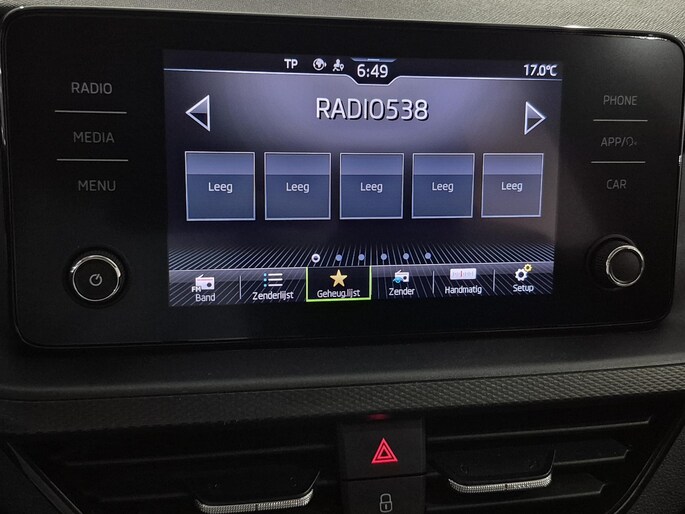 TP 6:49 17.0°C
RADIO
MEDIA
MENU
RADIO538
Leeg Leeg Leeg Leeg Leeg
FM Band Zenderlijst Geheug.lijst Zender Handmatig Setup
PHONE
APP/
CAR